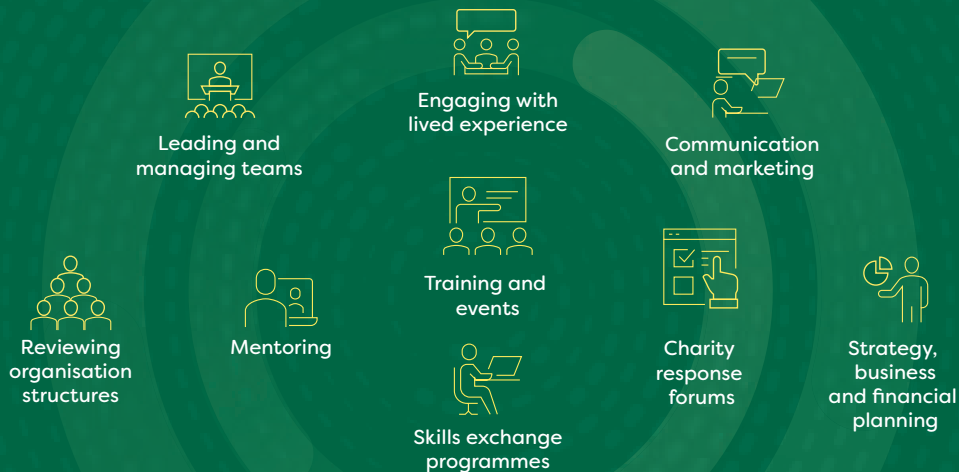 Engaging with
lived experience
Leading and
managing teams
Communication
and marketing
Training and
events
Reviewing
organisation
structures
Mentoring
Charity
response
forums
Strategy,
business
and financial
planning
Skills exchange
programmes